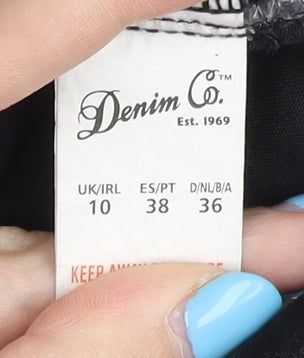 Denim Co.™
Est. 1969
UK/IRL ES/PT D/NL/B/A
10 38 36
KEEP AWAY